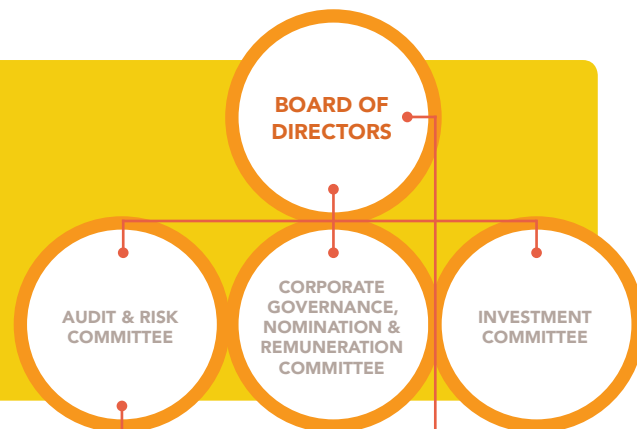 BOARD OF
DIRECTORS
AUDIT & RISK
COMMITTEE
CORPORATE
GOVERNANCE,
NOMINATION &
REMUNERATION
COMMITTEE
INVESTMENT
COMMITTEE